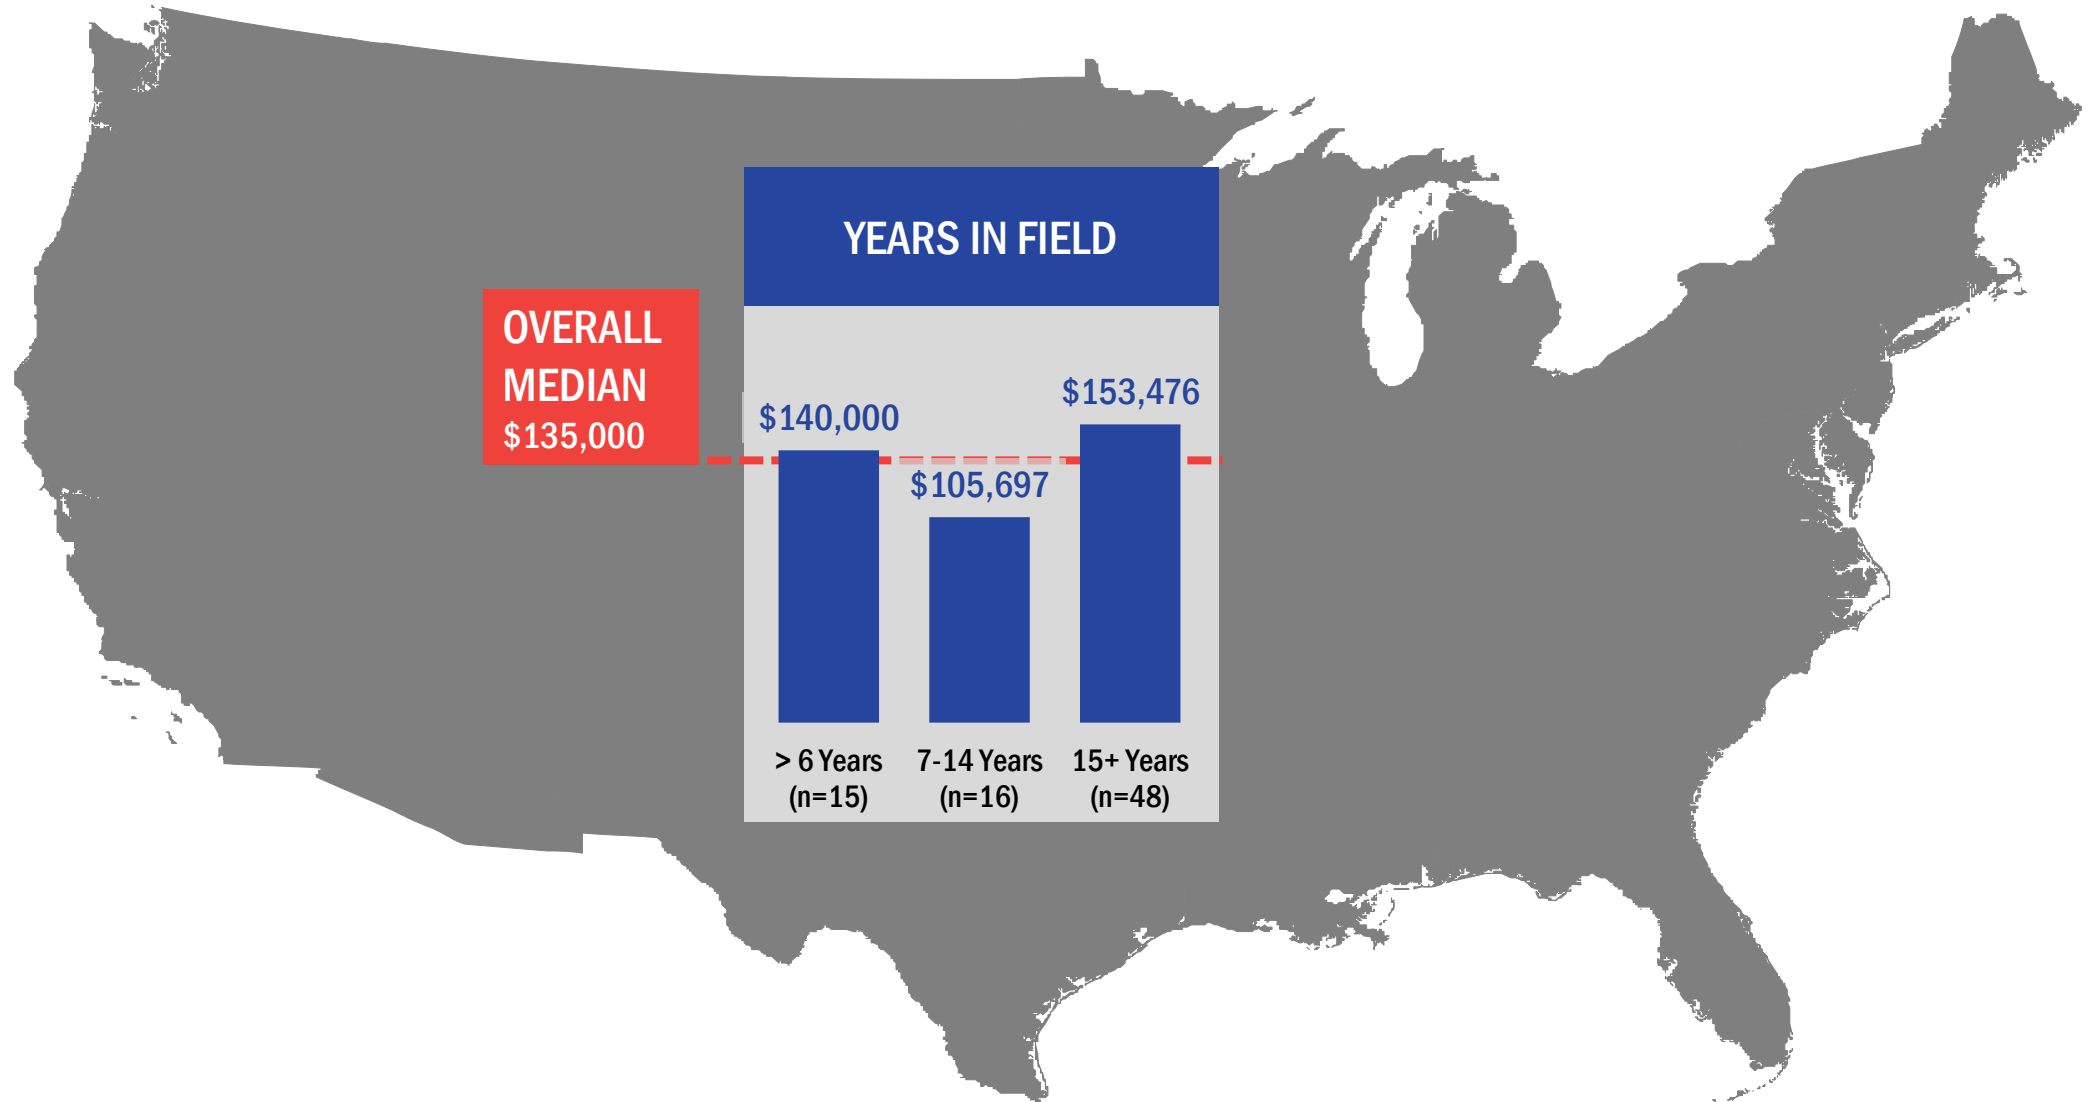 YEARS IN FIELD
OVERALL
MEDIAN
$135,000
$140,000
$105,697
$153,476
> 6 Years
(n=15)
7-14 Years
(n=16)
15+ Years
(n=48)